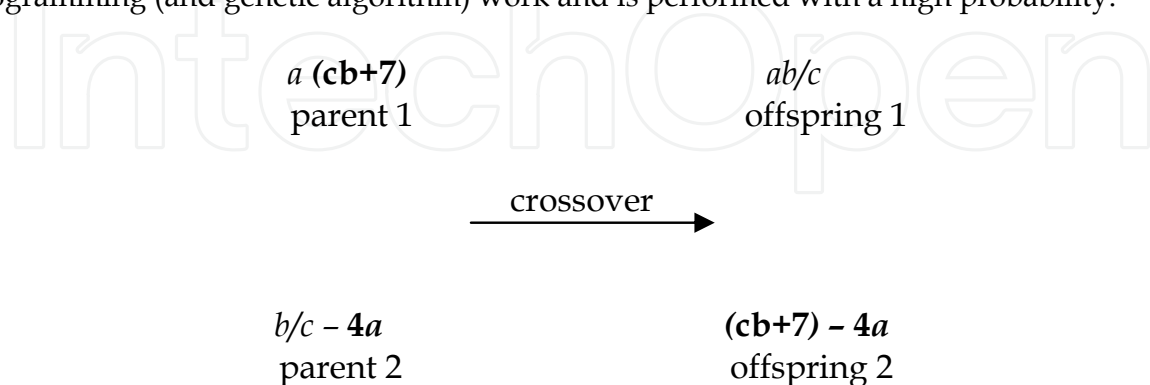 (and genetic algorithm) work and is performed with a high probability.
IntechOpen
a (cb+7)
parent 1
ab/c
offspring 1
crossover
b/c – 4a
parent 2
(cb+7) – 4a
offspring 2